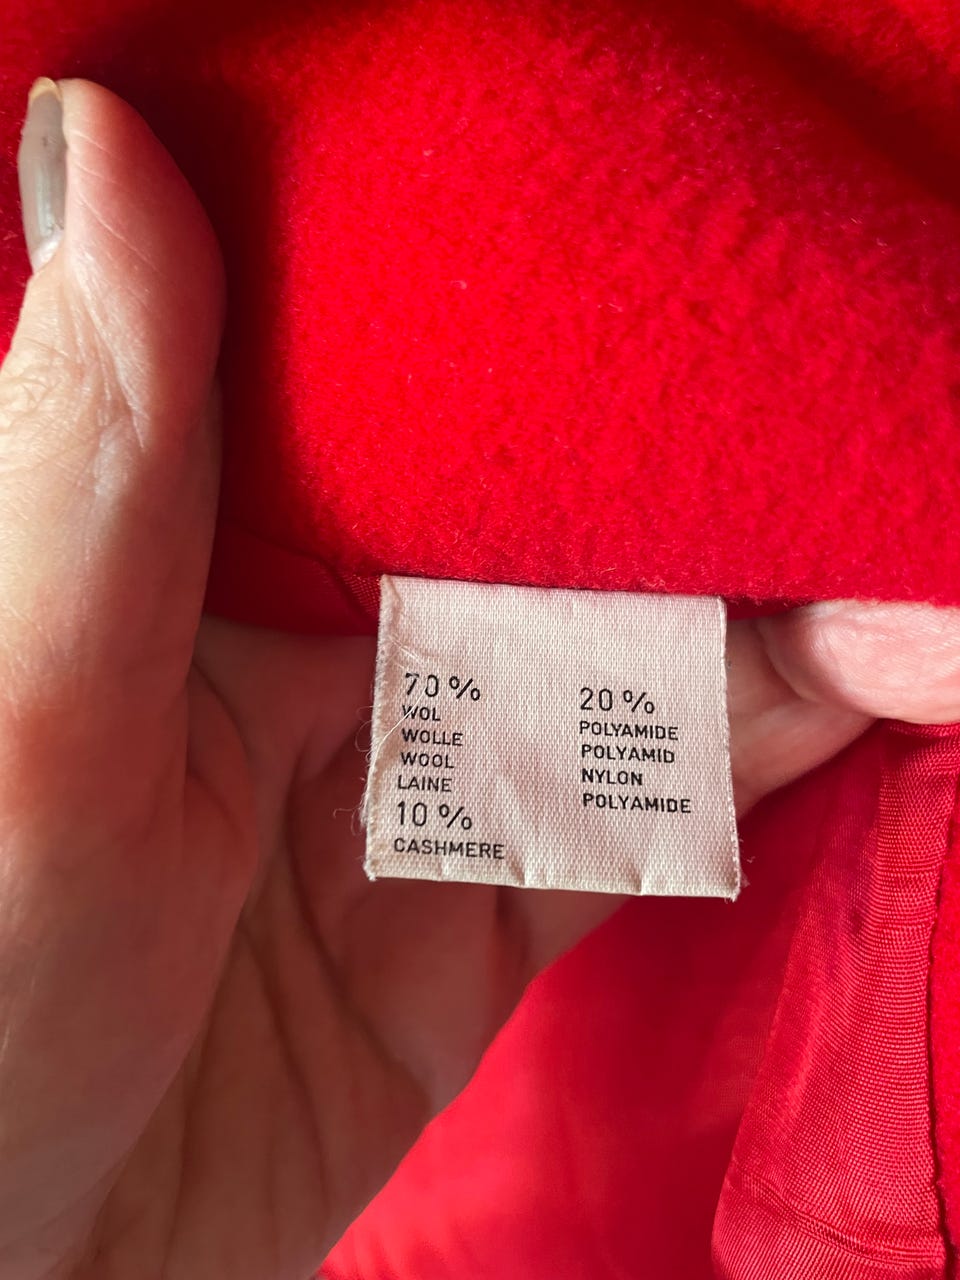 70%
WOL
WOLLE
WOOL
LAINE
10%
CASHMERE
20%
POLYAMIDE
POLYAMID
NYLON
POLYAMIDE